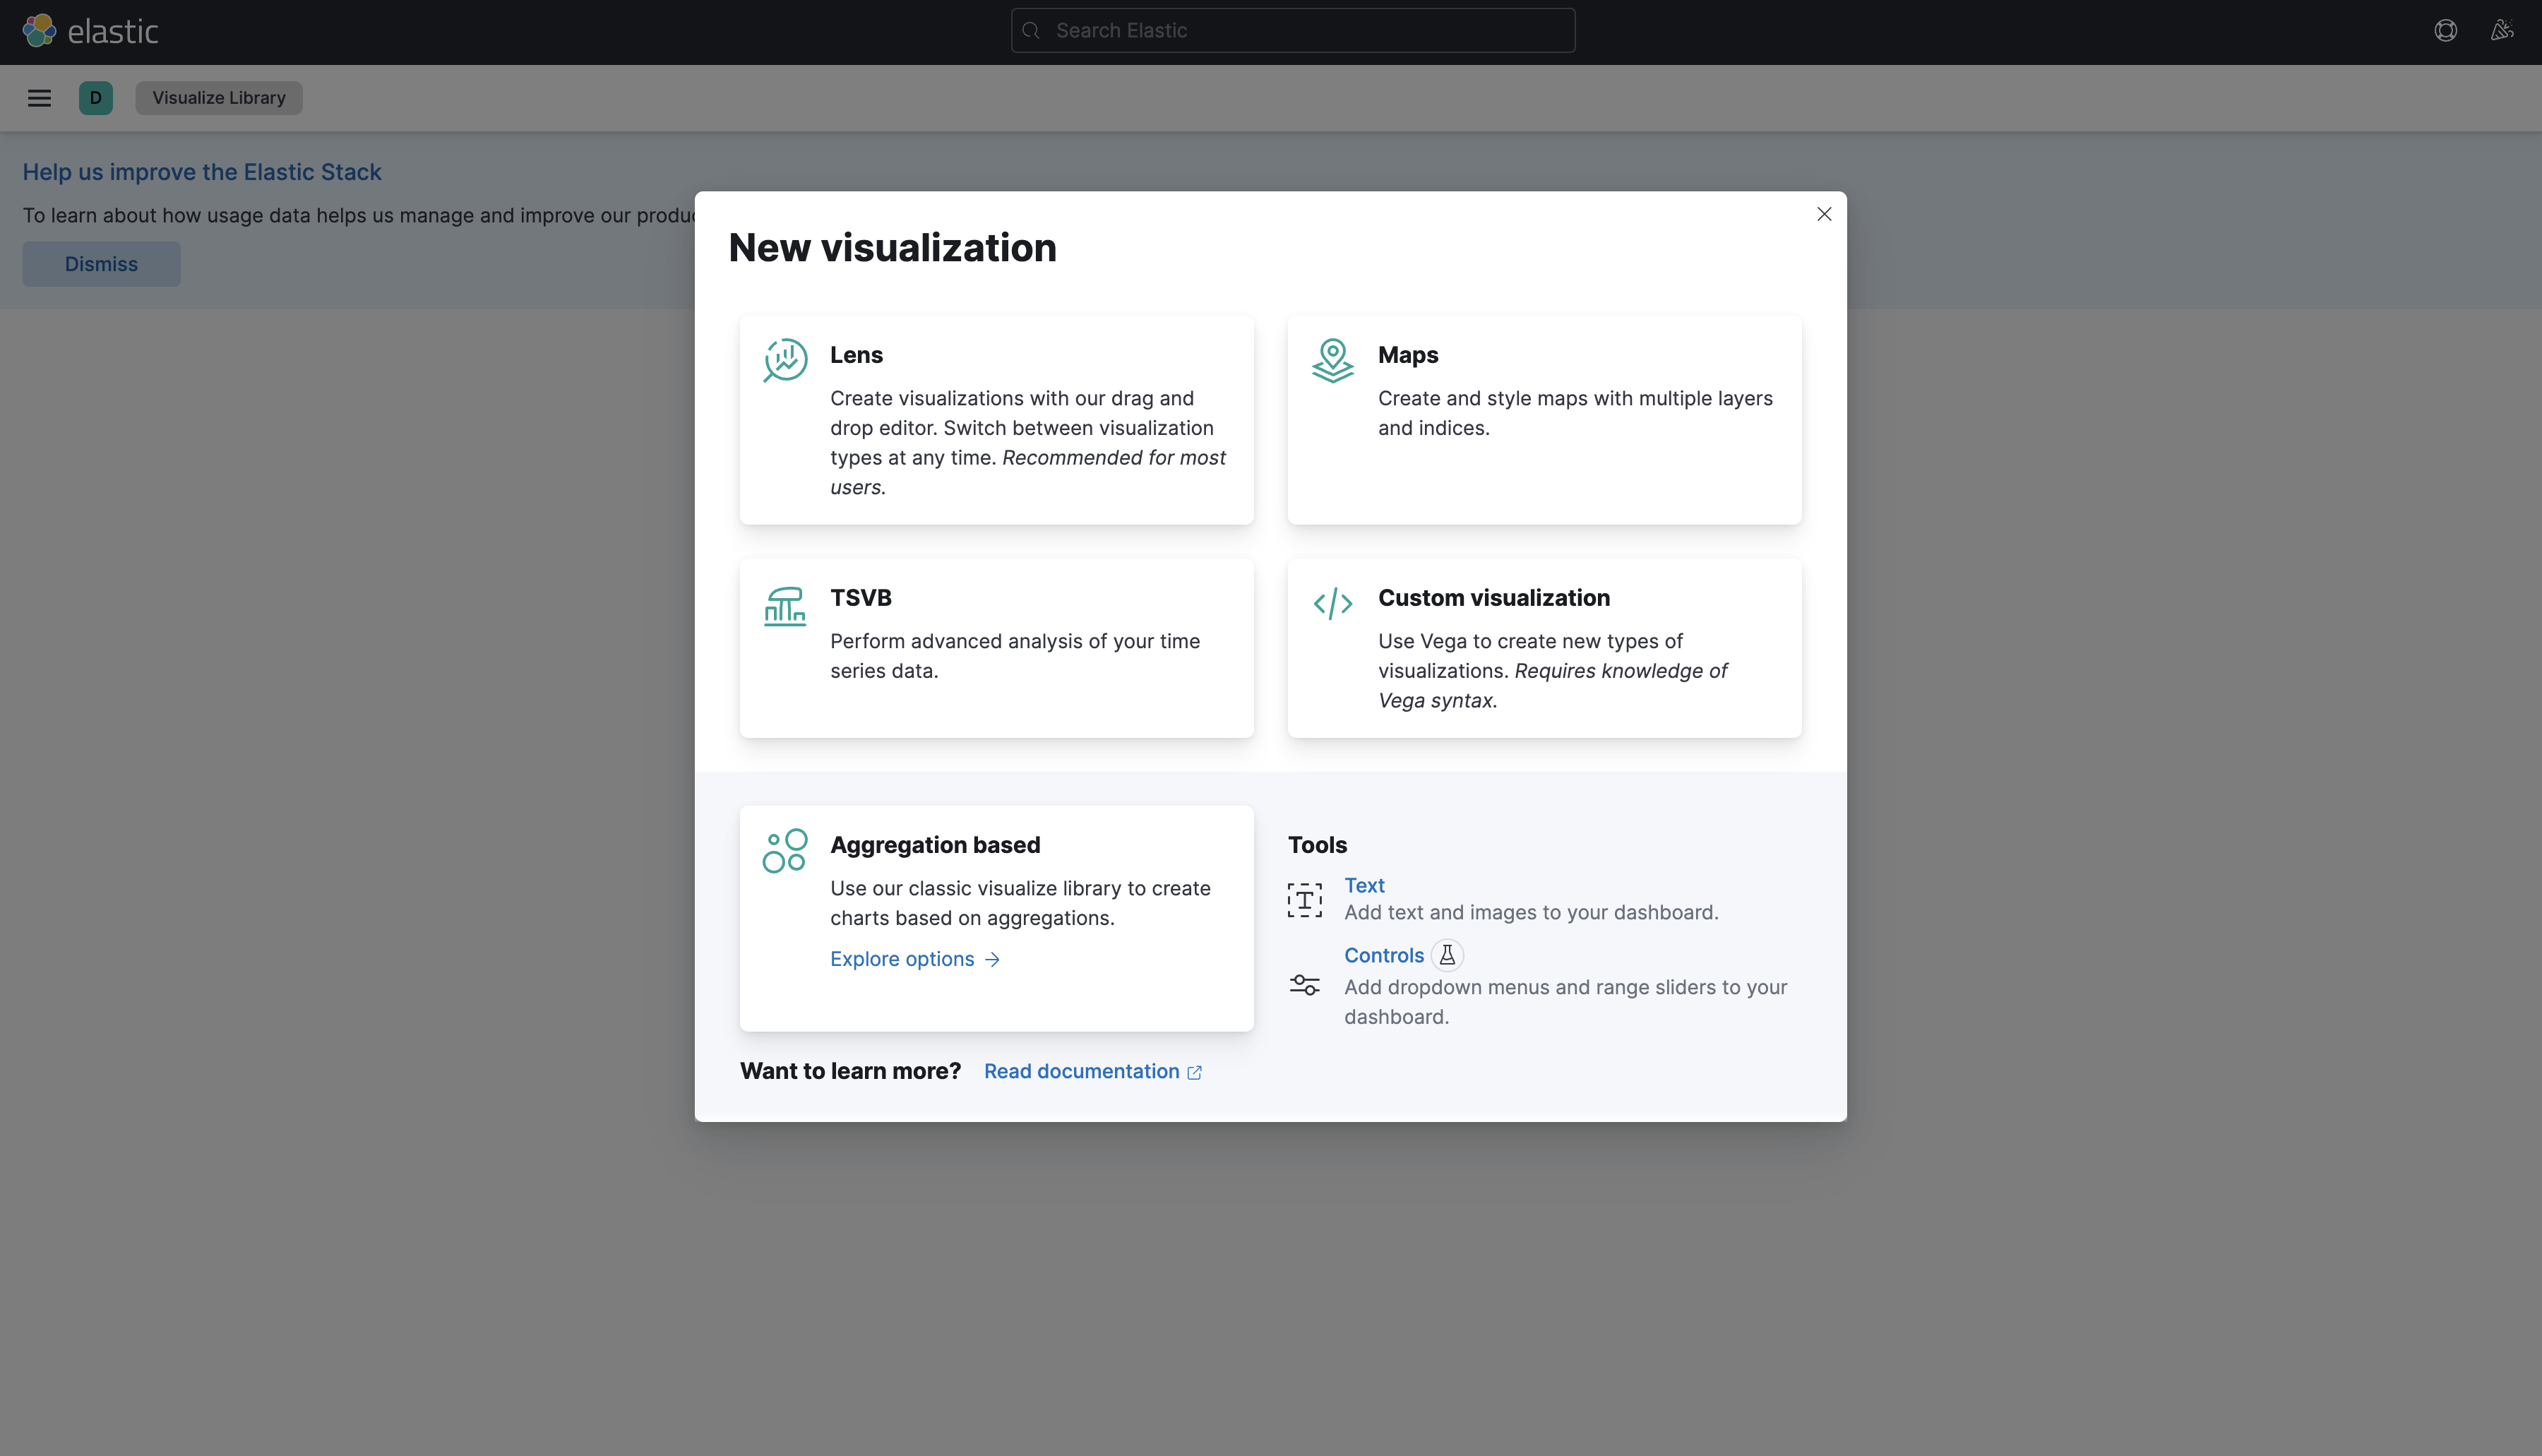 elastic
Search Elastic
D
Visualize Library
Help us improve the Elastic Stack
To learn about how usage data helps us manage and improve our
Dismiss
New visualization
Lens
Create visualizations with our drag and
drop editor. Switch between visualization
types at any time. Recommended for most
users.
Maps
Create and style maps with multiple layers
and indices.
TSVB
Perform advanced analysis of your time
series data.
Custom visualization
Use Vega to create new types of
visualizations. Requires knowledge of
Vega syntax.
Aggregation based
Use our classic visualize library to create
charts based on aggregations.
Explore options
Tools
Text
Add text and images to your dashboard.
Controls
Add dropdown menus and range sliders to your
dashboard.
Want to learn more? Read documentation